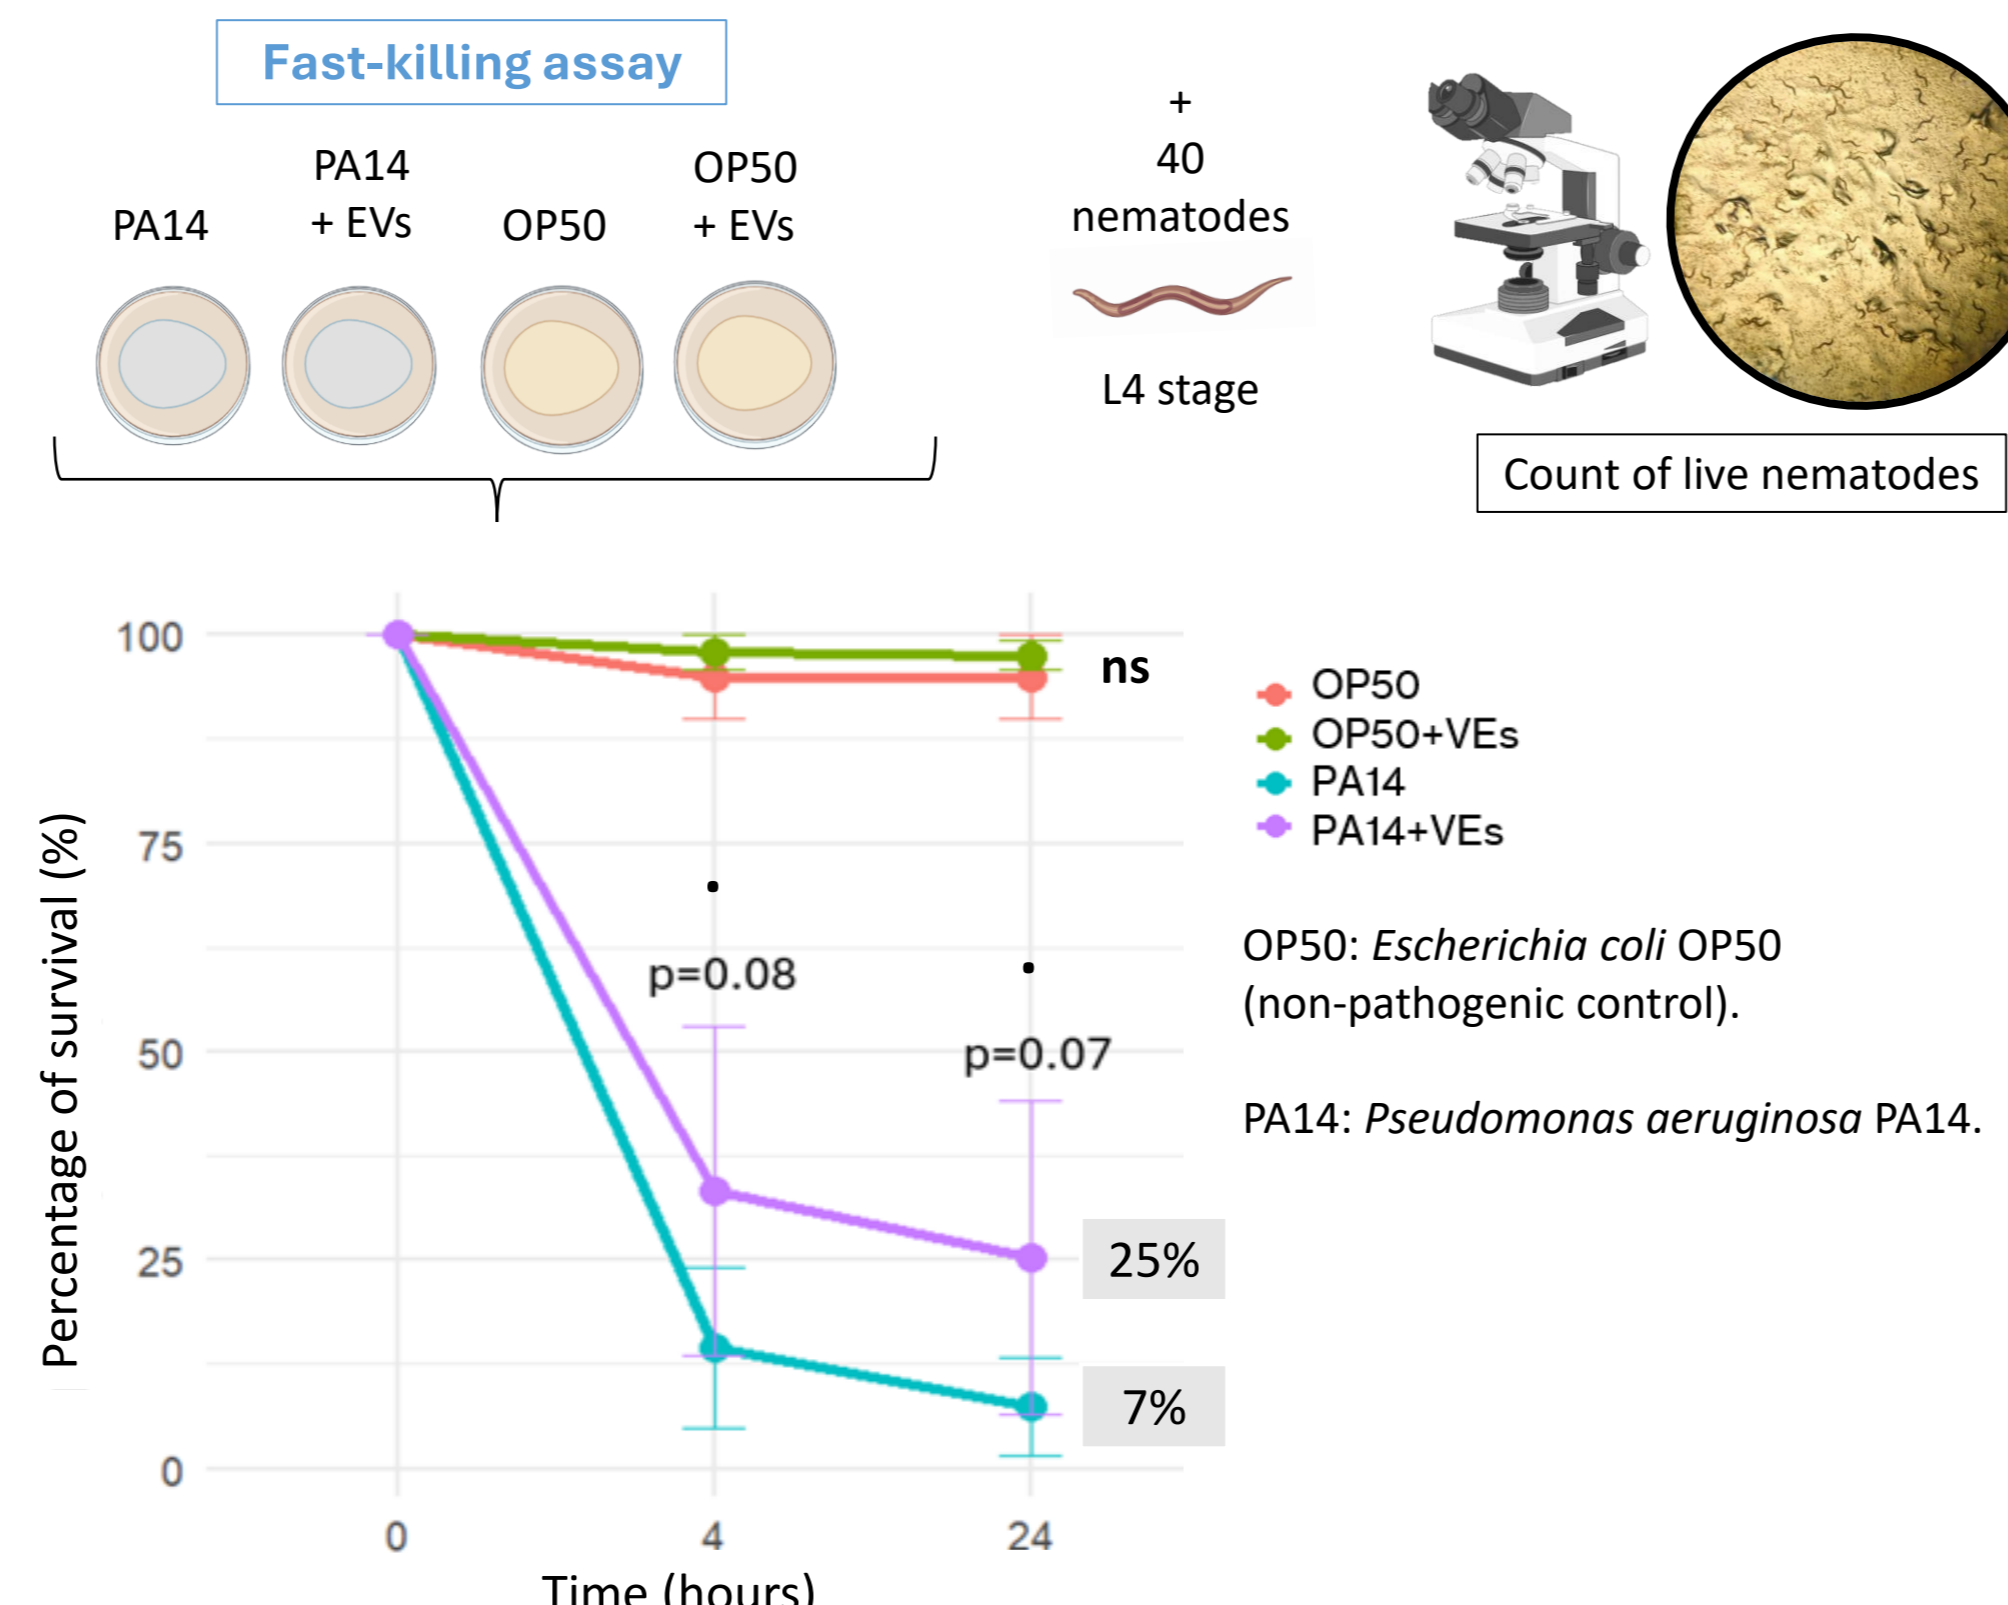 Fast-killing assay
PA14
PA14
+ EVs
OP50
OP50
+ EVs
+
40
nematodes
L4 stage
Count of live nematodes
Percentage of survival (%)
100
75
50
25
0
ns
p=0.08
p=0.07
25%
7%
0
4
24
Time (hours)
OP50
OP50+VEs
PA14
PA14+VEs
OP50: Escherichia coli OP50
(non-pathogenic control).
PA14: Pseudomonas aeruginosa PA14.